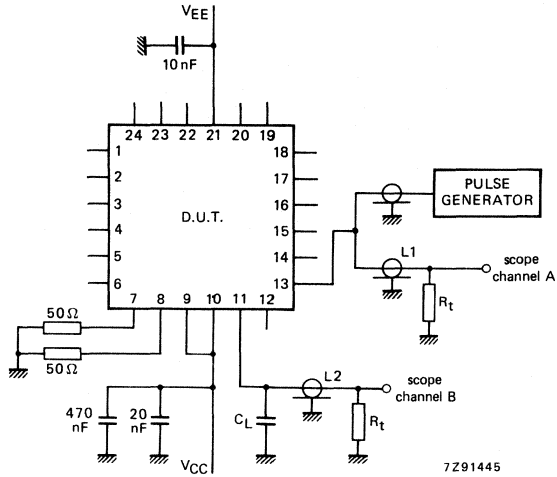 VEE
10 nF
24 23 22 21 20 19
1
2
3
4
5
6
D.U.T.
18
17
16
15
14
13
7 8 9 10 11 12
PULSE
GENERATOR
L1
scope
channel A
Rt
50Ω
50Ω
470
nF
20
nF
VCC
CL
L2
scope
channel B
Rt
7Z91445